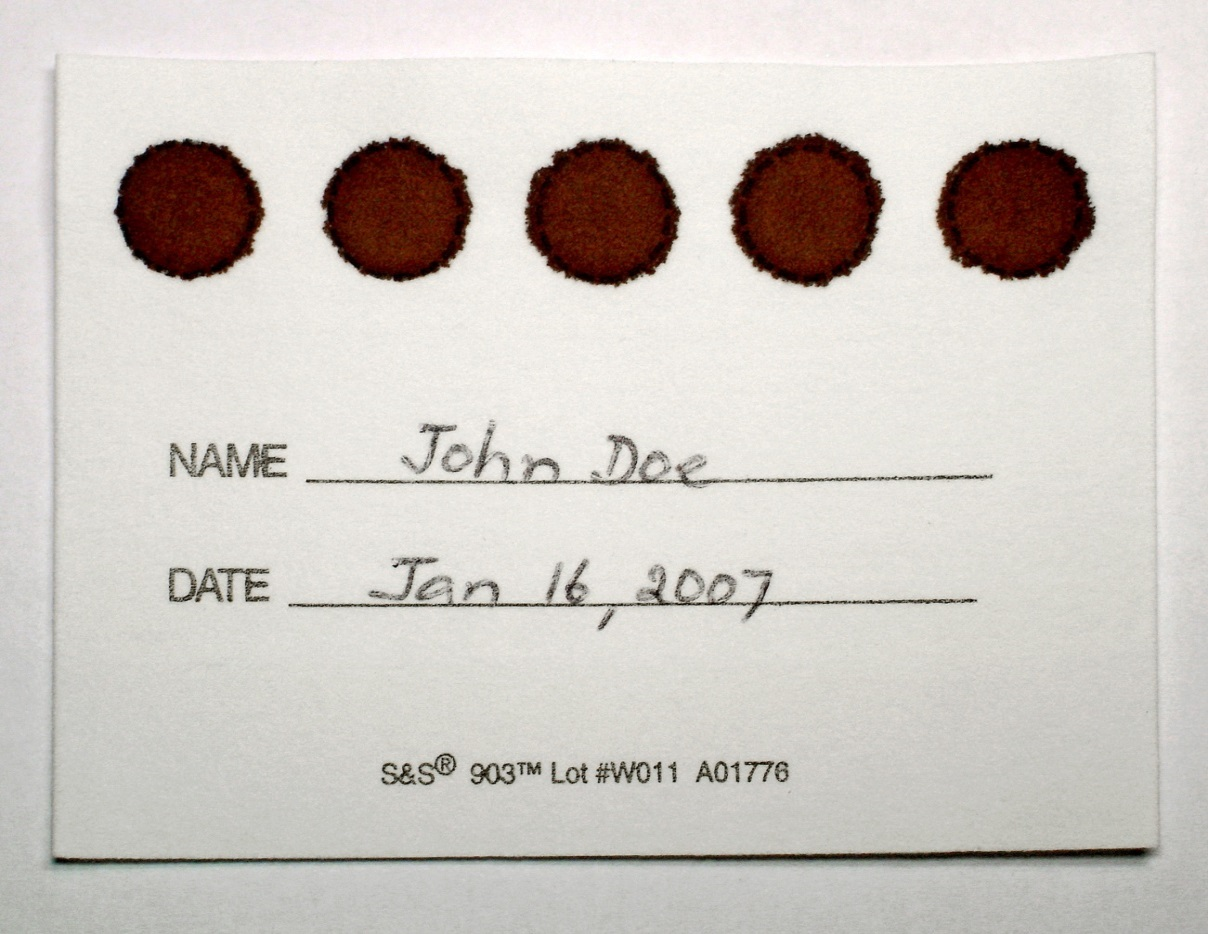 NAME John Doe
DATE Jan 16, 2007
S&S® 903™ Lot #W011 A01776